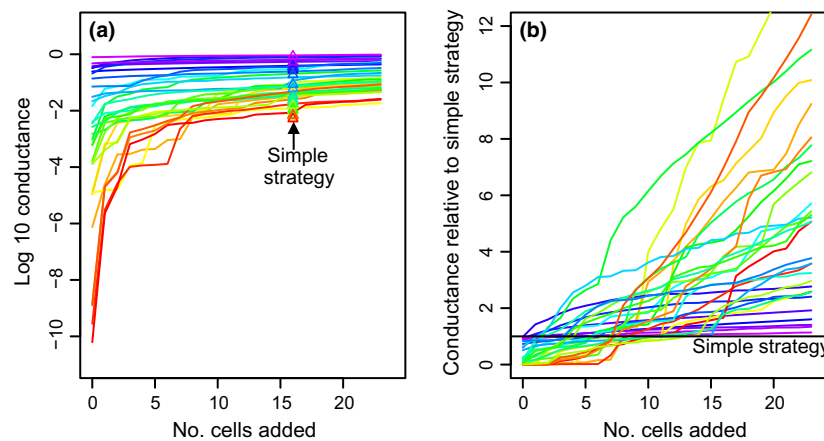 (a)
Log 10 conductance
0
−2
−4
−6
−8
−10
Simple
strategy
0 5 10 15 20
No. cells added
(b)
Conductance relative to simple strategy
12
10
8
6
4
2
0
Simple strategy
0 5 10 15 20
No. cells added